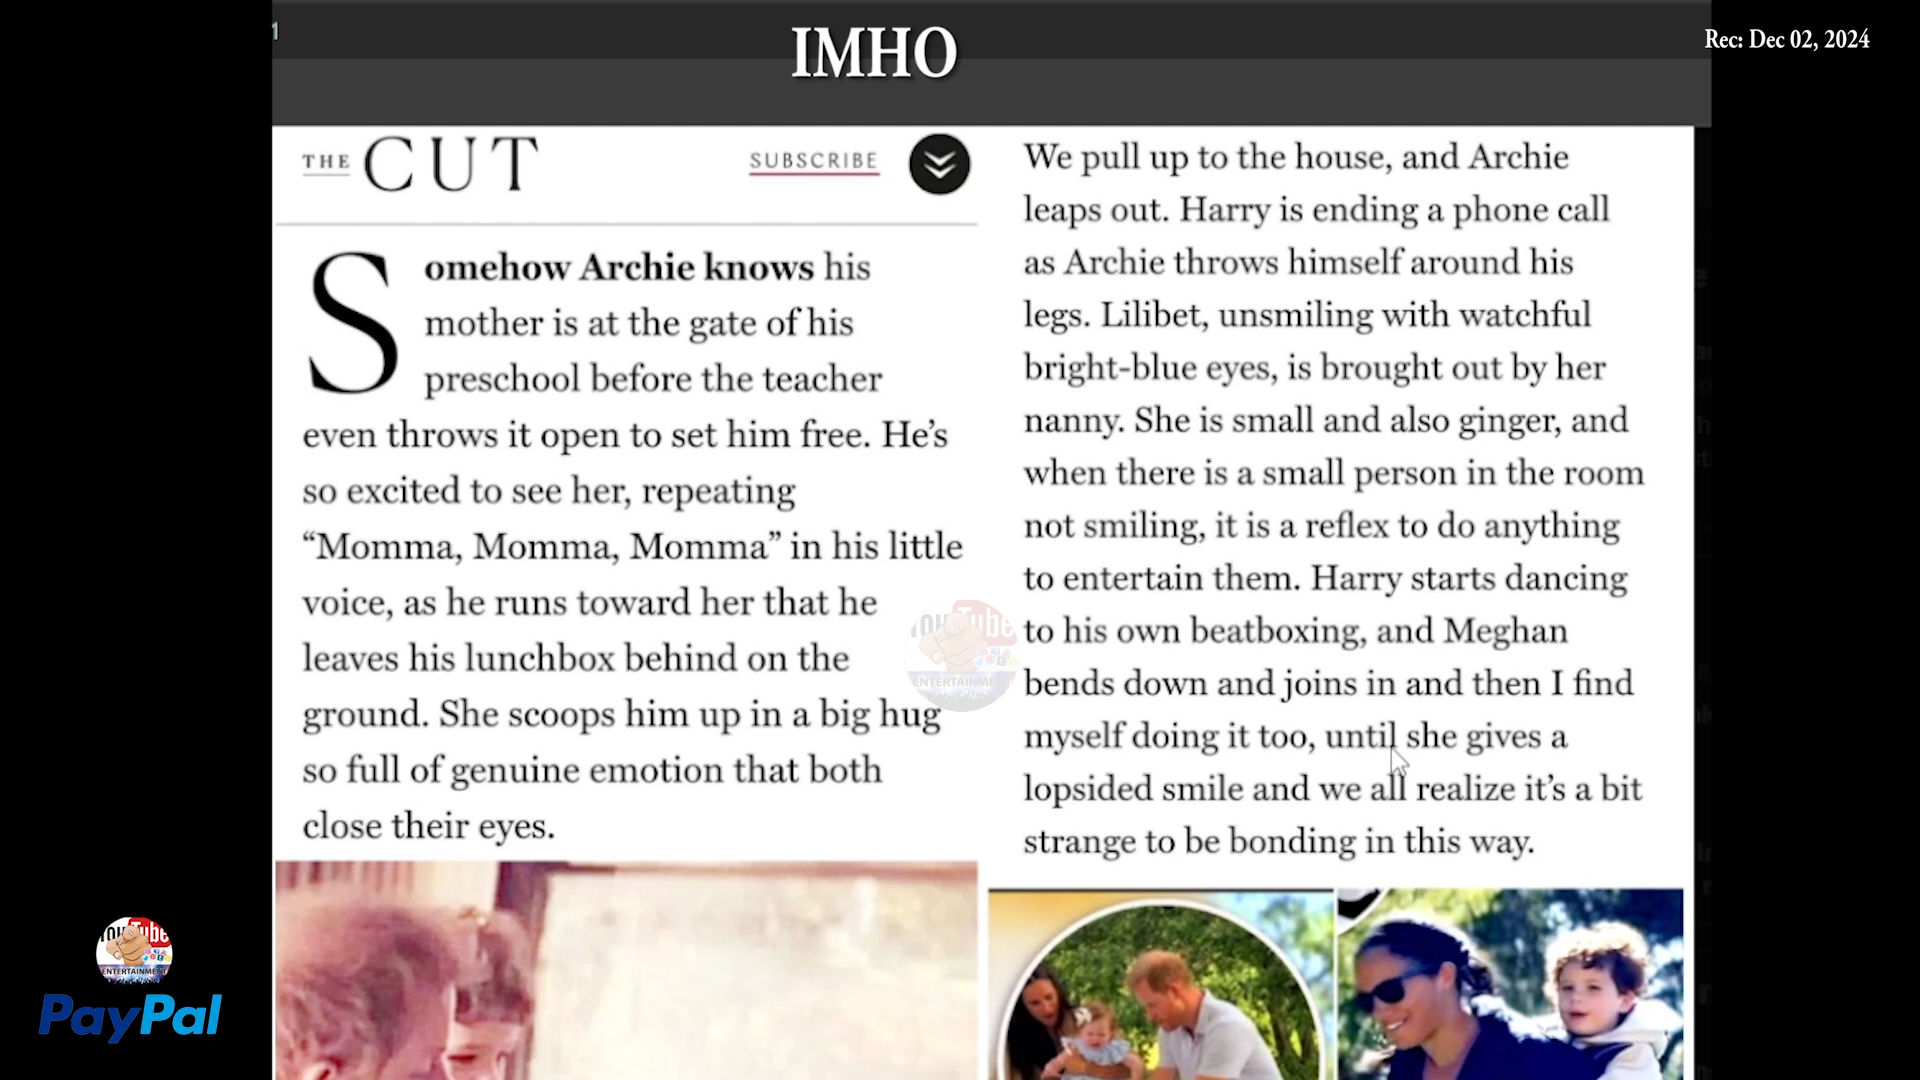 IMHO
Rec: Dec 02, 2024
THE CUT
SUBSCRIBE
Somehow Archie knows his
mother is at the gate of his
preschool before the teacher
even throws it open to set him free. He’s
so excited to see her, repeating
“Momma, Momma, Momma” in his little
voice, as he runs toward her that he
leaves his lunchbox behind on the
ground. She scoops him up in a big hug
so full of genuine emotion that both
close their eyes.
We pull up to the house, and Archie
leaps out. Harry is ending a phone call
as Archie throws himself around his
legs. Lilibet, unsmiling with watchful
bright-blue eyes, is brought out by her
nanny. She is small and also ginger, and
when there is a small person in the room
not smiling, it is a reflex to do anything
to entertain them. Harry starts dancing
to his own beatboxing, and Meghan
bends down and joins in and then I find
myself doing it too, until she gives a
lopsided smile and we all realize it’s a bit
strange to be bonding in this way.
YouTube
ENTERTAINMENT
YouTube
ENTERTAINMENT
PayPal